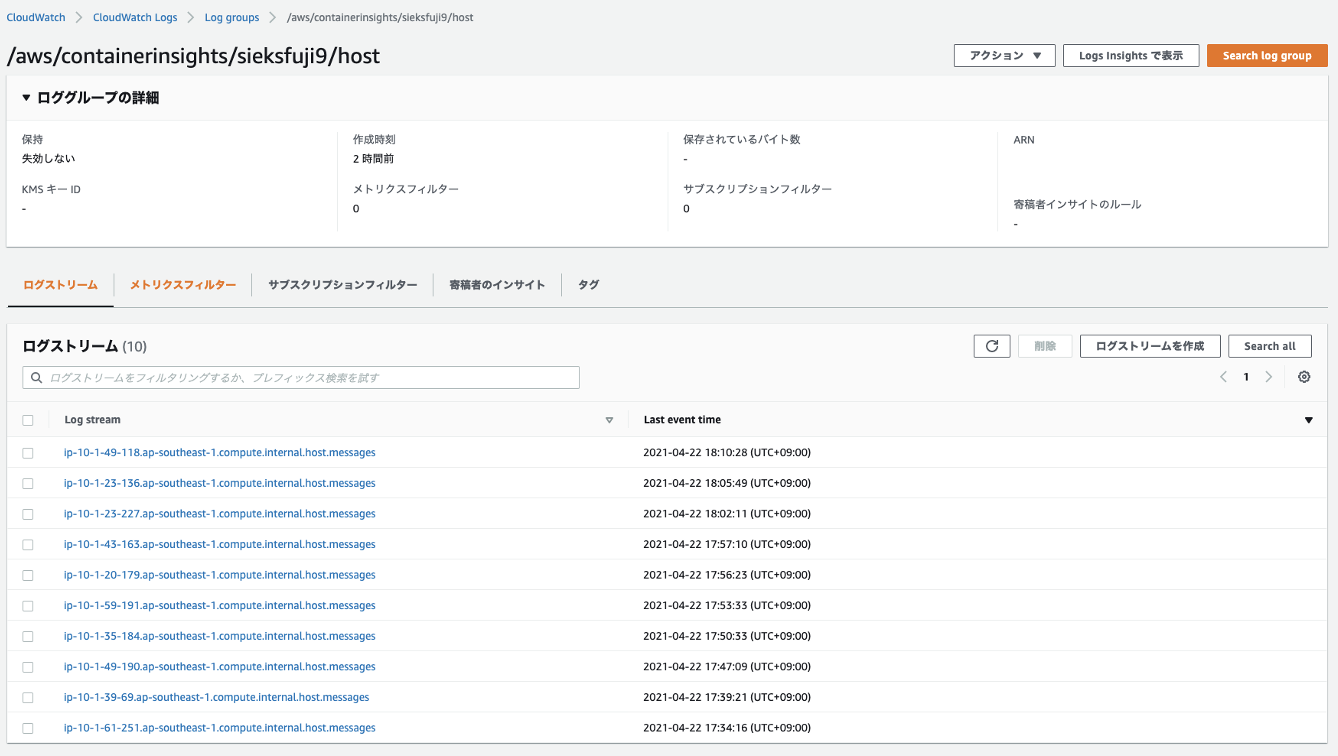 CloudWatch > CloudWatch Logs > Log groups > /aws/containerinsights/sieksfuji9/host
/aws/containerinsights/sieksfuji9/host
アクション ▼ Logs Insights で表示 Search log group
▼ ロググループの詳細
保持 作成時刻 保存されているバイト数 ARN
失効しない 2 時間前 -
KMS キー ID メトリクスフィルター サブスクリプションフィルター 寄稿者インサイトのルール
- 0 0 -
ログストリーム メトリクスフィルター サブスクリプションフィルター 寄稿者のインサイト タグ
ログストリーム (10) 削除 ログストリームを作成 Search all
ログストリームをフィルタリングするか、プレフィックス検索を試す < 1 >
Log stream Last event time
ip-10-1-49-118.ap-southeast-1.compute.internal.host.messages 2021-04-22 18:10:28 (UTC+09:00)
ip-10-1-23-136.ap-southeast-1.compute.internal.host.messages 2021-04-22 18:05:49 (UTC+09:00)
ip-10-1-23-227.ap-southeast-1.compute.internal.host.messages 2021-04-22 18:02:11 (UTC+09:00)
ip-10-1-43-163.ap-southeast-1.compute.internal.host.messages 2021-04-22 17:57:10 (UTC+09:00)
ip-10-1-20-179.ap-southeast-1.compute.internal.host.messages 2021-04-22 17:56:23 (UTC+09:00)
ip-10-1-59-191.ap-southeast-1.compute.internal.host.messages 2021-04-22 17:53:33 (UTC+09:00)
ip-10-1-35-184.ap-southeast-1.compute.internal.host.messages 2021-04-22 17:50:33 (UTC+09:00)
ip-10-1-49-190.ap-southeast-1.compute.internal.host.messages 2021-04-22 17:47:09 (UTC+09:00)
ip-10-1-39-69.ap-southeast-1.compute.internal.host.messages 2021-04-22 17:39:21 (UTC+09:00)
ip-10-1-61-251.ap-southeast-1.compute.internal.host.messages 2021-04-22 17:34:16 (UTC+09:00)